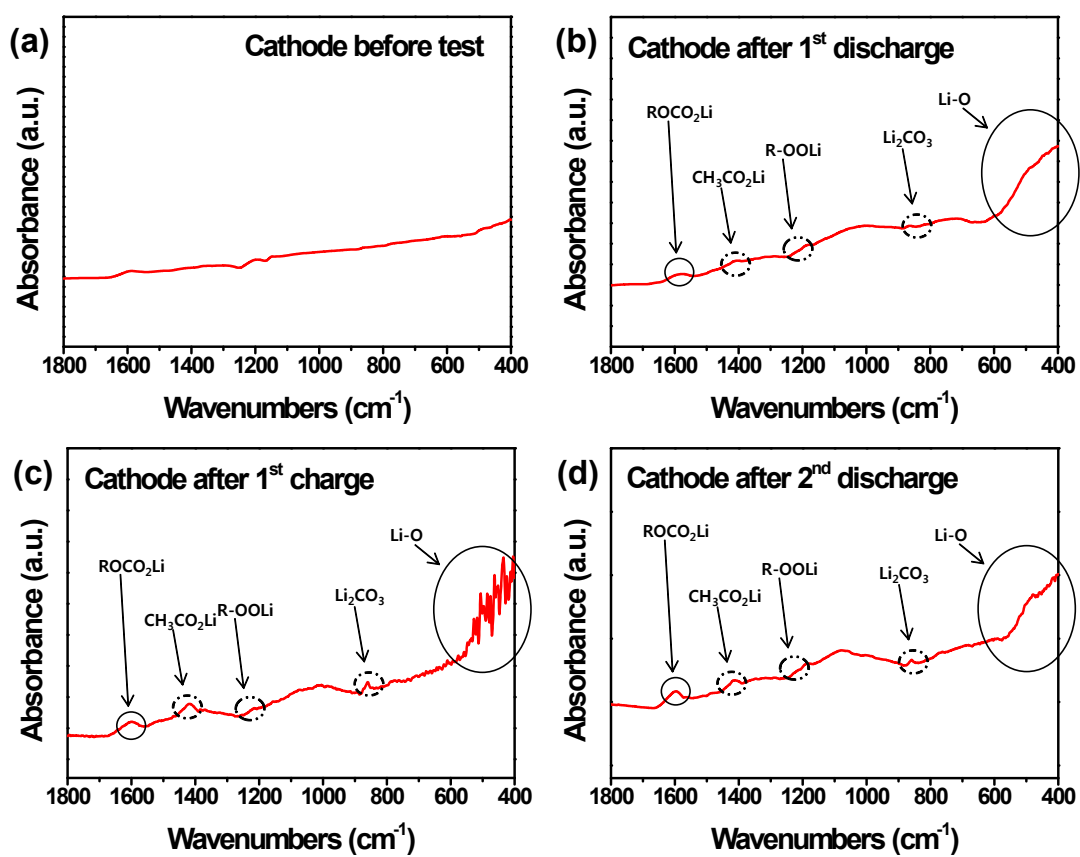 (a)
Cathode before test
Absorbance (a.u.)
1800 1600 1400 1200 1000 800 600 400
Wavenumbers (cm⁻¹)
(b)
Cathode after 1ˢᵗ discharge
Li-O
ROCO₂Li
Li₂CO₃
R-OOLi
CH₃CO₂Li
Absorbance (a.u.)
1800 1600 1400 1200 1000 800 600 400
Wavenumbers (cm⁻¹)
(c)
Cathode after 1ˢᵗ charge
Li-O
ROCO₂Li
Li₂CO₃
CH₃CO₂Li
R-OOLi
Absorbance (a.u.)
1800 1600 1400 1200 1000 800 600 400
Wavenumbers (cm⁻¹)
(d)
Cathode after 2ⁿᵈ discharge
Li-O
ROCO₂Li
R-OOLi
Li₂CO₃
CH₃CO₂Li
Absorbance (a.u.)
1800 1600 1400 1200 1000 800 600 400
Wavenumbers (cm⁻¹)